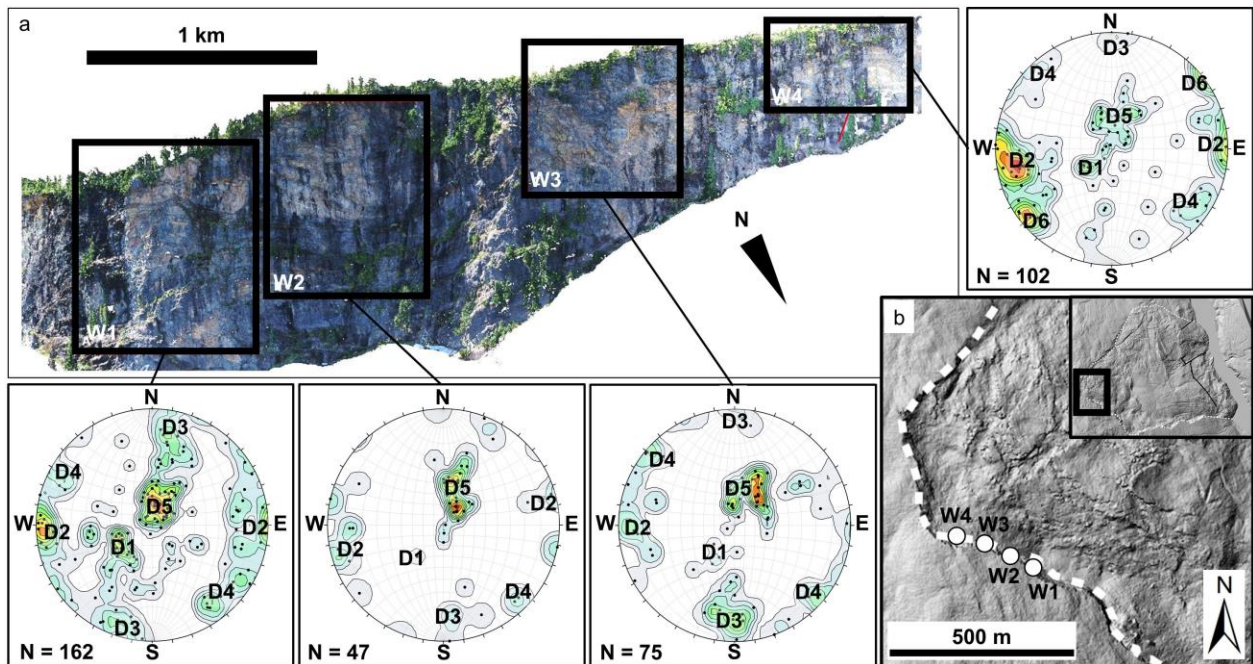 a
1 km
W1
W2
W3
W4
N
N
D3
D4
D6
D5
W
D2
D2
E
D1
D4
D6
S
N = 102
N
D3
D4
D5
W
D2
D2
E
D1
D4
D3
S
N = 162
N
D5
D2
W
E
D2
D1
D4
D3
S
N = 47
N
D3
D4
D5
W
D2
E
D1
D4
D3
S
N = 75
b
W4
W3
W2
W1
N
500 m